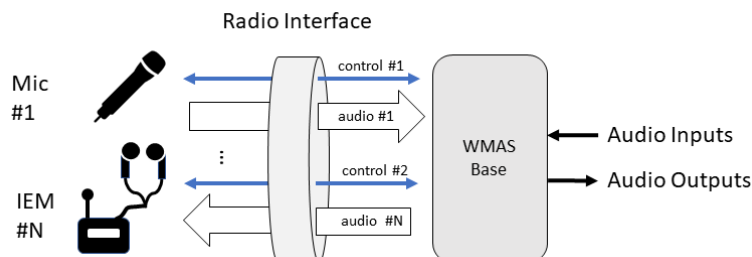 Radio Interface
Mic
#1
control #1
audio #1
...
IEM
#N
control #2
audio #N
WMAS
Base
Audio Inputs
Audio Outputs